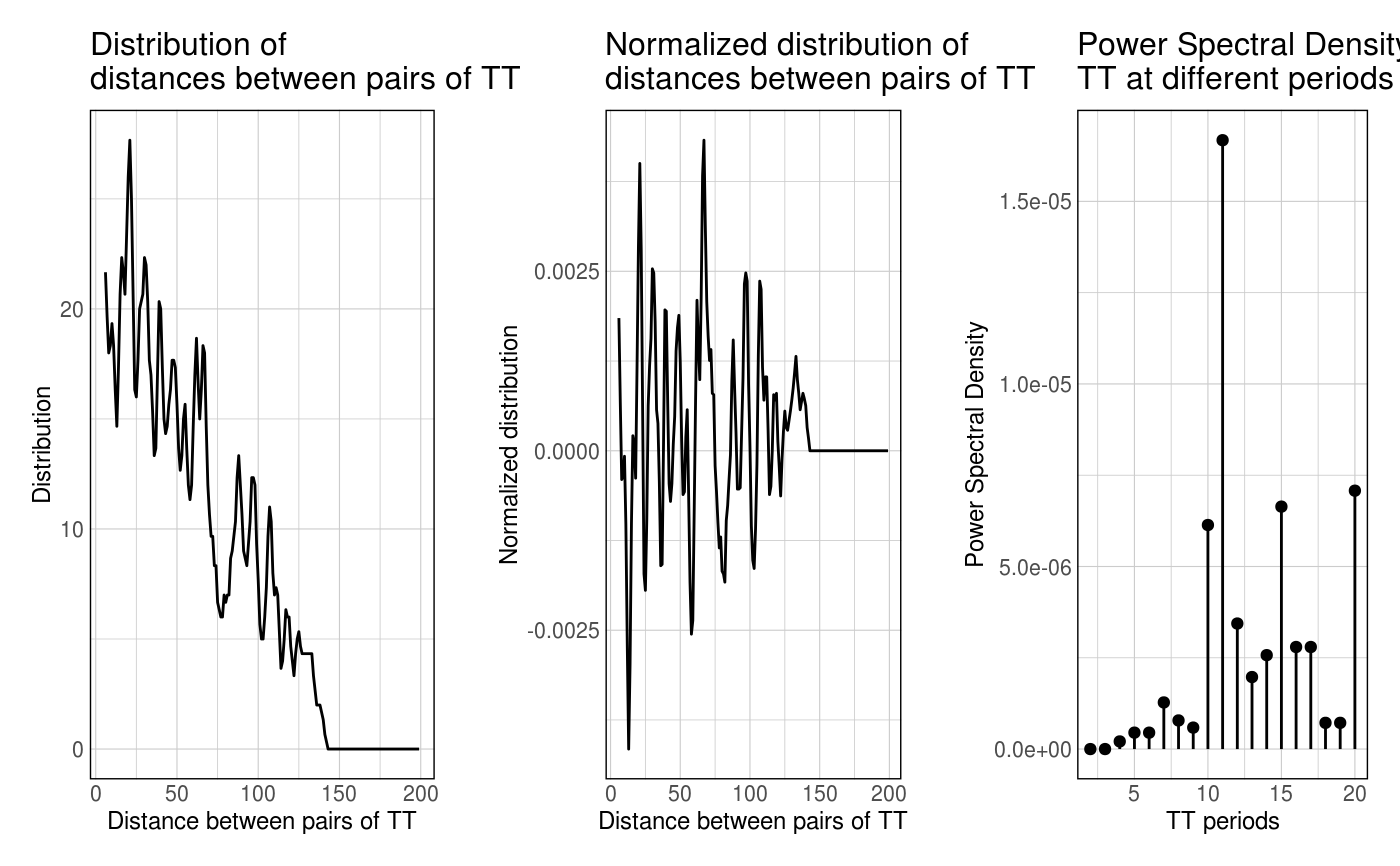 Distribution of
distances between pairs of TT
Normalized distribution of
distances between pairs of TT
Power Spectral Density
TT at different periods
Distribution
20
10
0
0 50 100 150 200
Distance between pairs of TT
Normalized distribution
0.0025
0.0000
-0.0025
0 50 100 150 200
Distance between pairs of TT
Power Spectral Density
1.5e-05
1.0e-05
5.0e-06
0.0e+00
5 10 15 20
TT periods